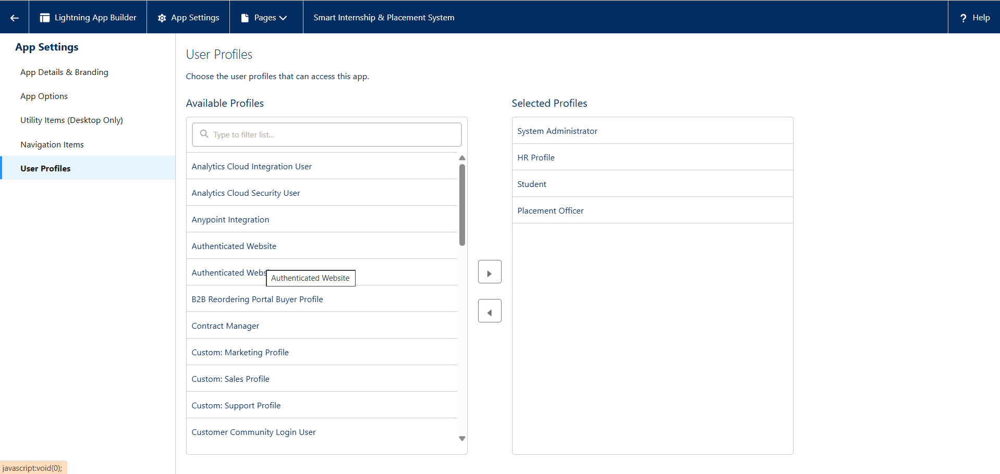 Lightning App Builder
App Settings
Pages
Smart Internship & Placement System
? Help
App Settings
App Details & Branding
App Options
Utility Items (Desktop Only)
Navigation Items
User Profiles
User Profiles
Choose the user profiles that can access this app.
Available Profiles
Type to filter list...
Analytics Cloud Integration User
Analytics Cloud Security User
Anypoint Integration
Authenticated Website
Authenticated Webs
Authenticated Website
B2B Reordering Portal Buyer Profile
Contract Manager
Custom: Marketing Profile
Custom: Sales Profile
Custom: Support Profile
Customer Community Login User
Selected Profiles
System Administrator
HR Profile
Student
Placement Officer
javascript:void(0);